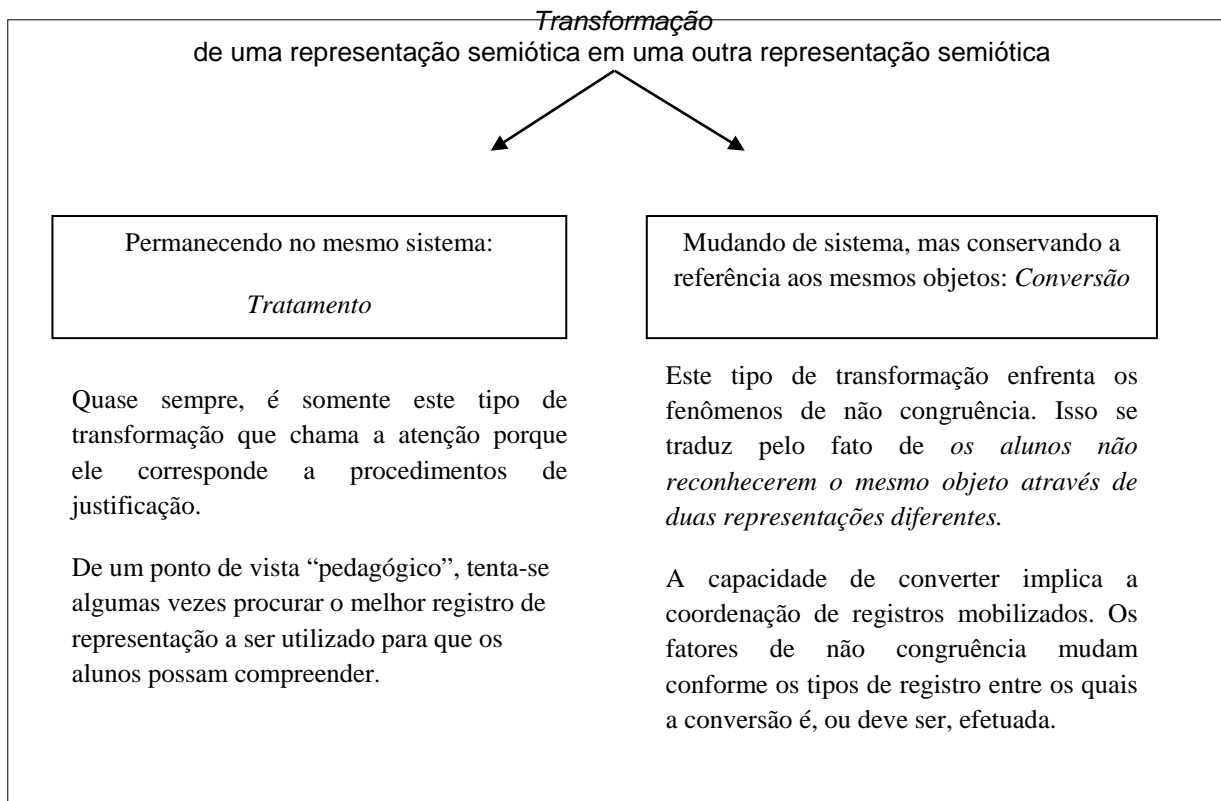 Transformação
de uma representação semiótica em uma outra representação semiótica
Permanecendo no mesmo sistema:
Tratamento
Quase sempre, é somente este tipo de
transformação que chama a atenção porque
ele corresponde a procedimentos de
justificação.
De um ponto de vista “pedagógico”, tenta-se
algumas vezes procurar o melhor registro de
representação a ser utilizado para que os
alunos possam compreender.
Mudando de sistema, mas conservando a
referência aos mesmos objetos: Conversão
Este tipo de transformação enfrenta os
fenômenos de não congruência. Isso se
traduz pelo fato de os alunos não
reconhecerem o mesmo objeto através de
duas representações diferentes.
A capacidade de converter implica a
coordenação de registros mobilizados. Os
fatores de não congruência mudam
conforme os tipos de registro entre os quais
a conversão é, ou deve ser, efetuada.